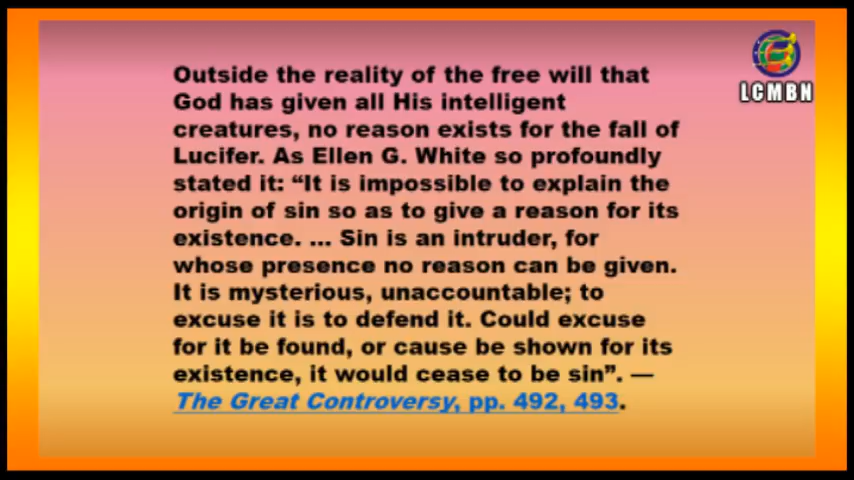 LCMBN
Outside the reality of the free will that
God has given all His intelligent
creatures, no reason exists for the fall of
Lucifer. As Ellen G. White so profoundly
stated it: “It is impossible to explain the
origin of sin so as to give a reason for its
existence. ... Sin is an intruder, for
whose presence no reason can be given.
It is mysterious, unaccountable; to
excuse it is to defend it. Could excuse
for it be found, or cause be shown for its
existence, it would cease to be sin”. —
The Great Controversy, pp. 492, 493.